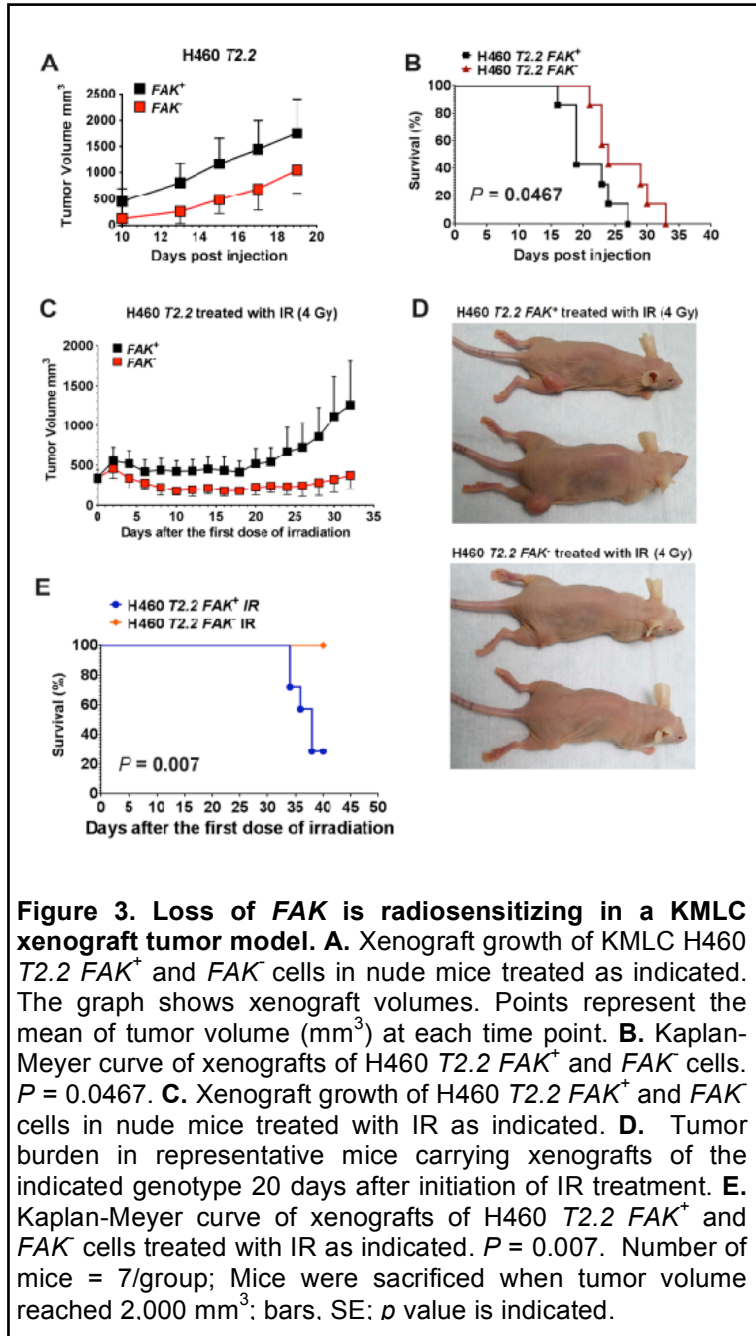 A
H460 T2.2
FAK⁺
FAK⁻
Tumor Volume mm³
2500
2000
1500
1000
500
0
10 12 14 16 18 20
Days post injection
B
H460 T2.2 FAK⁺
H460 T2.2 FAK⁻
Survival (%)
100
80
60
40
20
0
P = 0.0467
0 5 10 15 20 25 30 35 40
Days post injection
C
H460 T2.2 treated with IR (4 Gy)
FAK⁺
FAK⁻
Tumor Volume mm³
2000
1500
1000
500
0
0 5 10 15 20 25 30 35
Days after the first dose of irradiation
D
H460 T2.2 FAK⁺ treated with IR (4 Gy)
H460 T2.2 FAK⁻ treated with IR (4 Gy)
E
H460 T2.2 FAK⁺ IR
H460 T2.2 FAK⁻ IR
Survival (%)
100
80
60
40
20
0
P = 0.007
0 5 10 15 20 25 30 35 40 45 50
Days after the first dose of irradiation
Figure 3. Loss of FAK is radiosensitizing in a KMLC
xenograft tumor model. A. Xenograft growth of KMLC H460
T2.2 FAK⁺ and FAK⁻ cells in nude mice treated as indicated.
The graph shows xenograft volumes. Points represent the
mean of tumor volume (mm³) at each time point. B. Kaplan-
Meyer curve of xenografts of H460 T2.2 FAK⁺ and FAK⁻ cells.
P = 0.0467. C. Xenograft growth of H460 T2.2 FAK⁺ and FAK⁻
cells in nude mice treated with IR as indicated. D. Tumor
burden in representative mice carrying xenografts of the
indicated genotype 20 days after initiation of IR treatment. E.
Kaplan-Meyer curve of xenografts of H460 T2.2 FAK⁺ and
FAK⁻ cells treated with IR as indicated. P = 0.007. Number of
mice = 7/group; Mice were sacrificed when tumor volume
reached 2,000 mm³; bars, SE; p value is indicated.